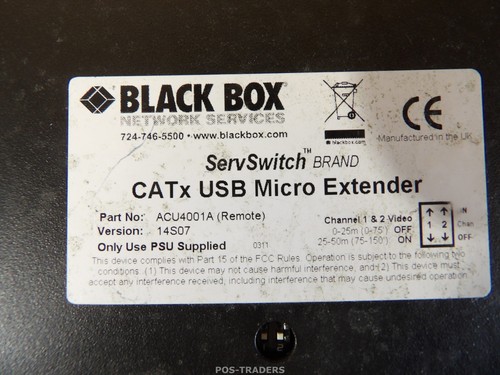 BLACK BOX
NETWORK SERVICES
724-746-5500 • www.blackbox.com
blackbox.com
CE
Manufactured in the UK
ServSwitch™ BRAND
CATx USB Micro Extender
Part No: ACU4001A (Remote)
Version: 14S07
Only Use PSU Supplied 0311
Channel 1 & 2 Video
0-25m (0-75') OFF
25-50m (75-150') ON
ON
1 2 Chan
OFF
This device complies with Part 15 of the FCC Rules. Operation is subject to the following two
conditions. (1) This device may not cause harmful interference, and (2) This device must
accept any interference received, including interference that may cause undesired operation.
POS-TRADERS